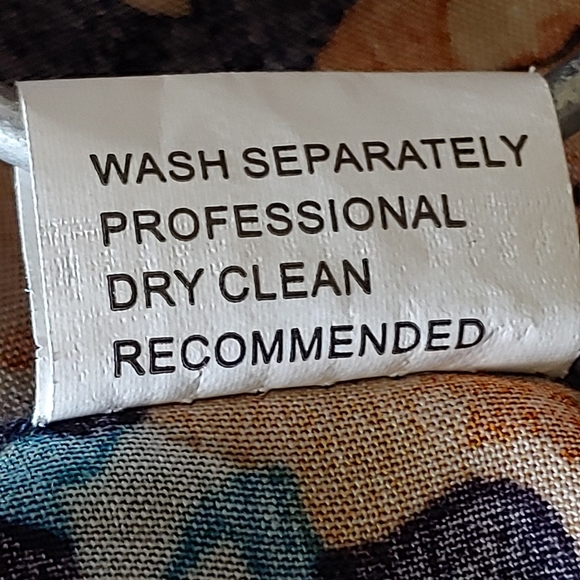 WASH SEPARATELY
PROFESSIONAL
DRY CLEAN
RECOMMENDED